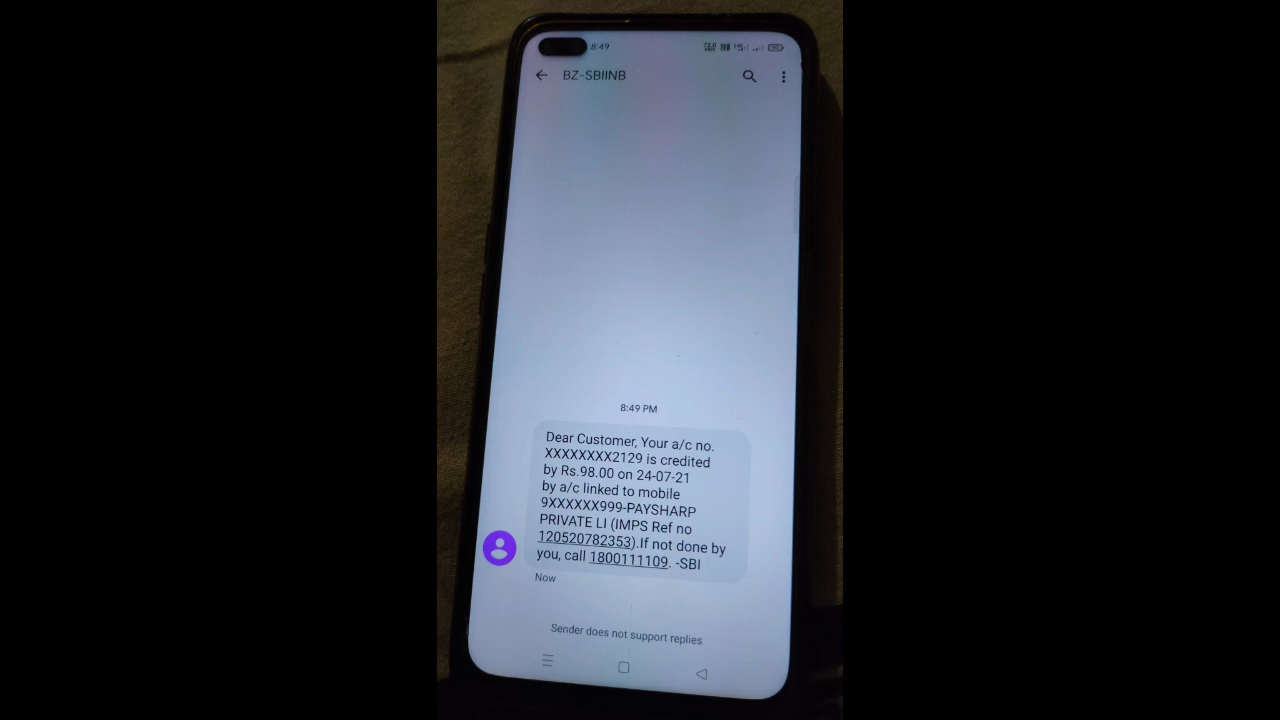 8:49
BZ-SBIINB
8:49 PM
Dear Customer, Your a/c no.
XXXXXXXX2129 is credited
by Rs.98.00 on 24-07-21
by a/c linked to mobile
9XXXXXX999-PAYSHARP
PRIVATE LI (IMPS Ref no
120520782353).If not done by
you, call 1800111109. -SBI
Now
Sender does not support replies